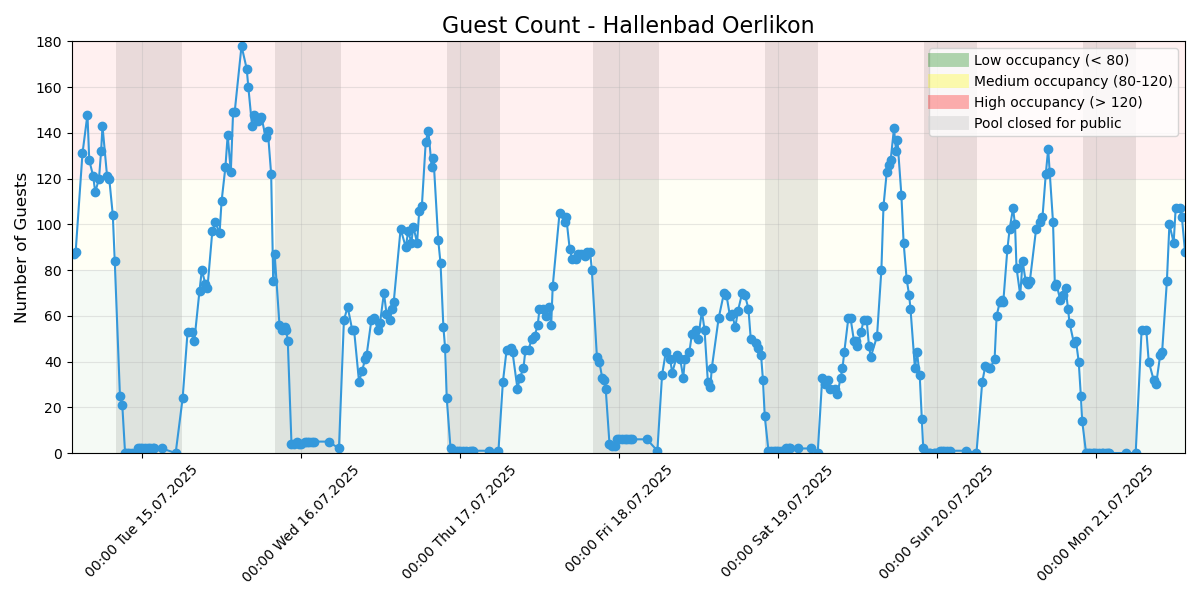 Guest Count - Hallenbad Oerlikon
Number of Guests
180
160
140
120
100
80
60
40
20
0
Low occupancy (< 80)
Medium occupancy (80-120)
High occupancy (> 120)
Pool closed for public
00:00 Tue 15.07.2025
00:00 Wed 16.07.2025
00:00 Thu 17.07.2025
00:00 Fri 18.07.2025
00:00 Sat 19.07.2025
00:00 Sun 20.07.2025
00:00 Mon 21.07.2025